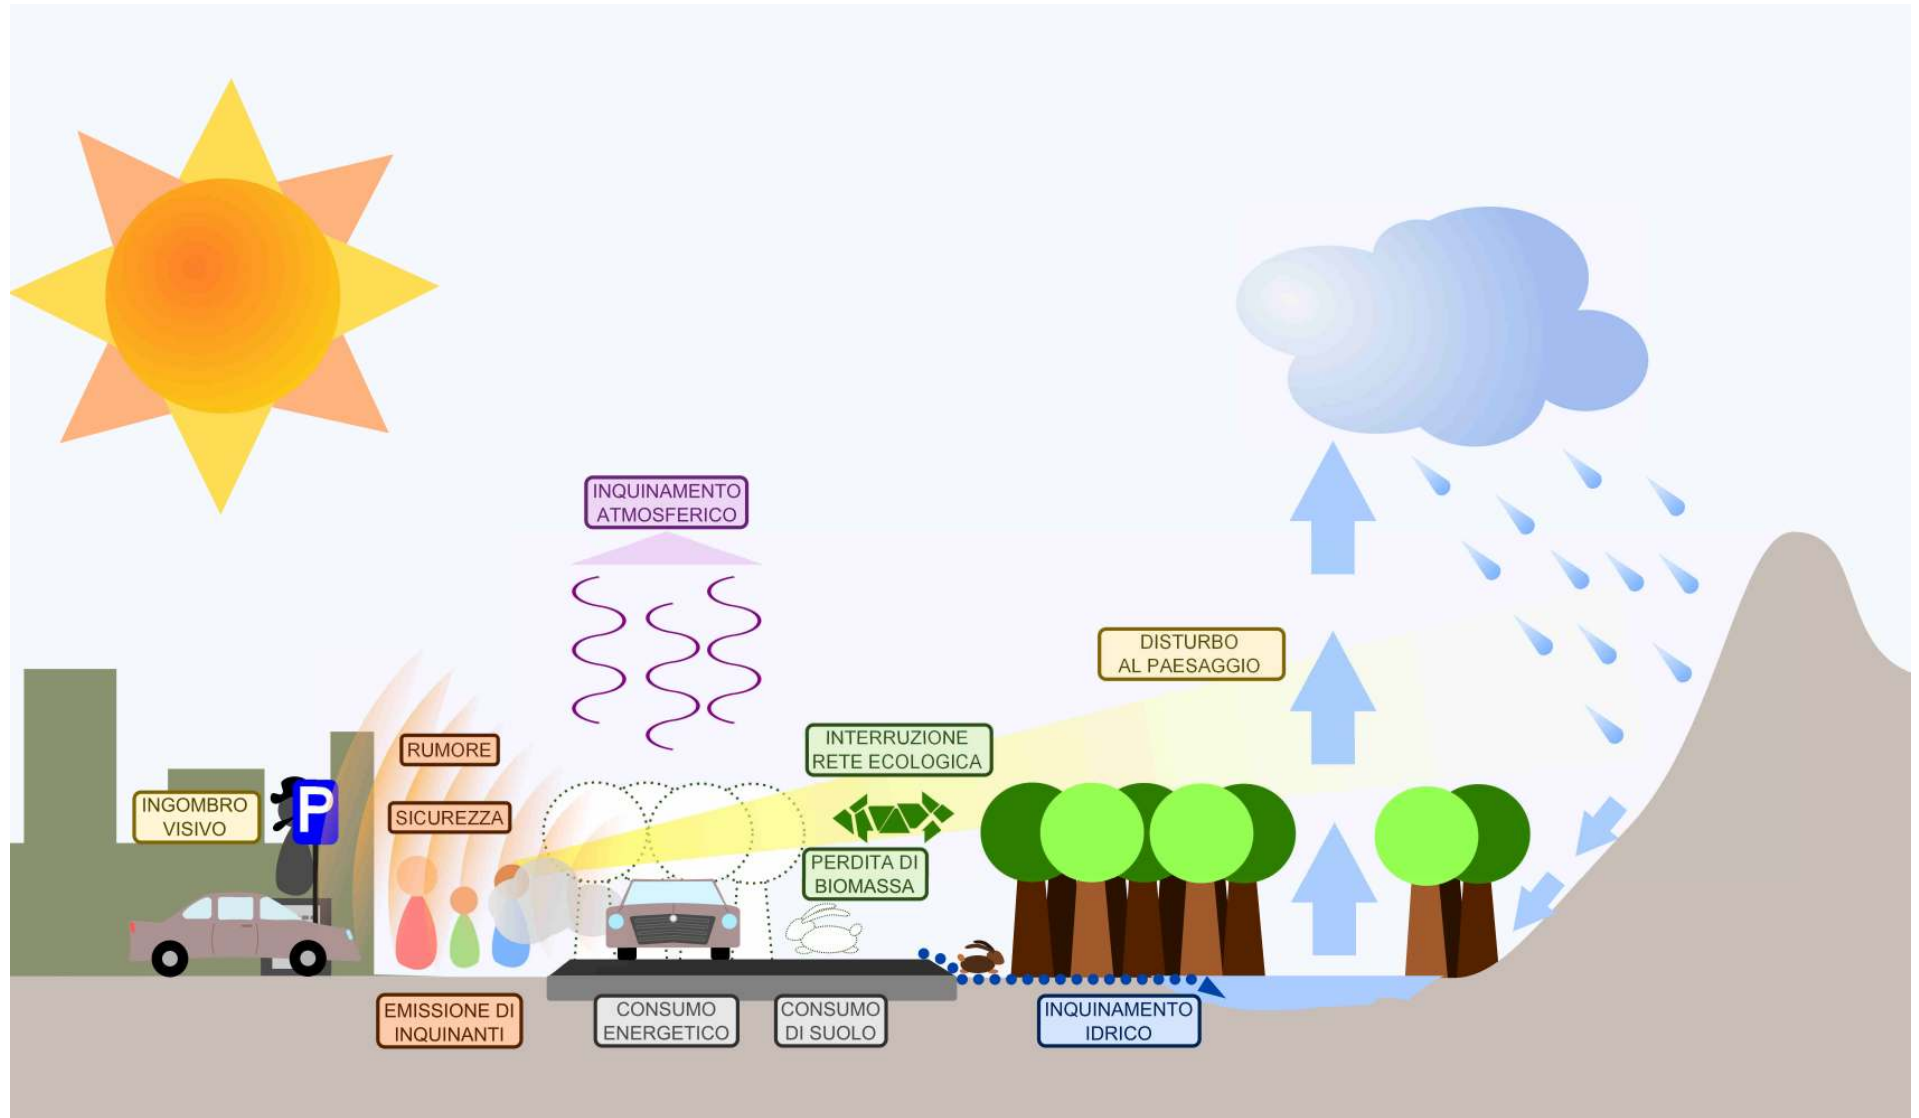 INQUINAMENTO
ATMOSFERICO
DISTURBO
AL PAESAGGIO
RUMORE
INTERRUZIONE
RETE ECOLOGICA
INGOMBRO
VISIVO
P
SICUREZZA
PERDITA DI
BIOMASSA
EMISSIONE DI
INQUINANTI
CONSUMO
ENERGETICO
CONSUMO
DI SUOLO
INQUINAMENTO
IDRICO